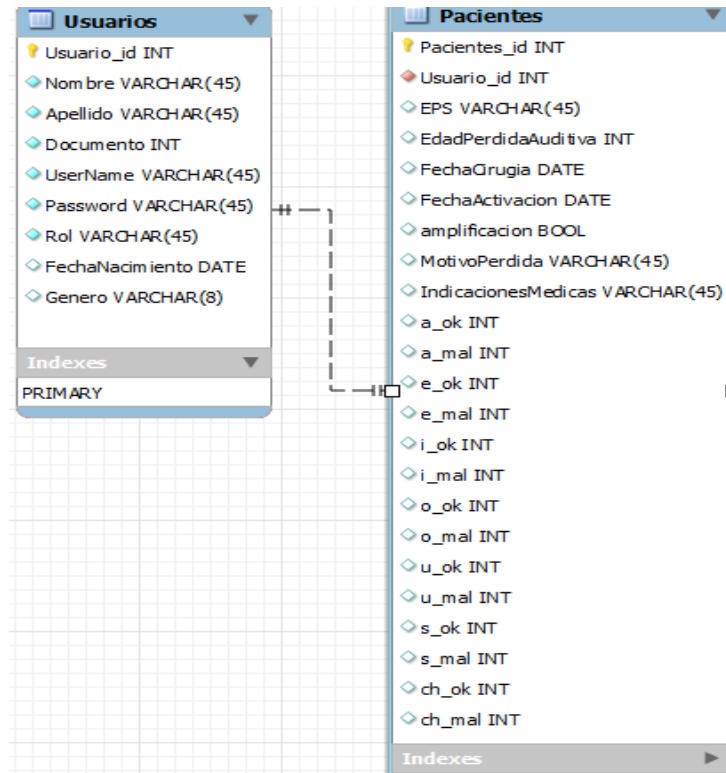 Usuarios
Usuario_id INT
Nombre VARCHAR(45)
Apellido VARCHAR(45)
Documento INT
UserName VARCHAR(45)
Password VARCHAR(45)
Rol VARCHAR(45)
FechaNacimiento DATE
Genero VARCHAR(8)
Indexes
PRIMARY
Pacientes
Pacientes_id INT
Usuario_id INT
EPS VARCHAR(45)
EdadPerdidaAuditiva INT
FechaCirugia DATE
FechaActivacion DATE
amplificacion BOOL
MotivoPerdida VARCHAR(45)
IndicacionesMedicas VARCHAR(45)
a_ok INT
a_mal INT
e_ok INT
e_mal INT
i_ok INT
i_mal INT
o_ok INT
o_mal INT
u_ok INT
u_mal INT
s_ok INT
s_mal INT
ch_ok INT
ch_mal INT
Indexes